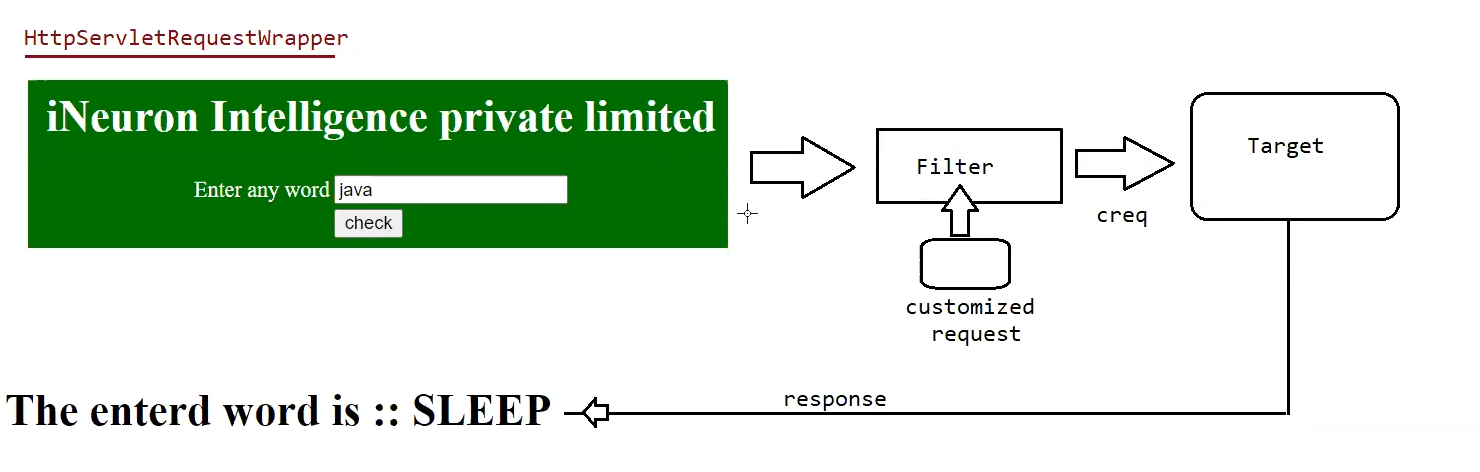 HttpServletRequestWrapper
iNeuron Intelligence private limited
Enter any word java
check
Filter
Target
creq
customized
request
response
The enterd word is :: SLEEP